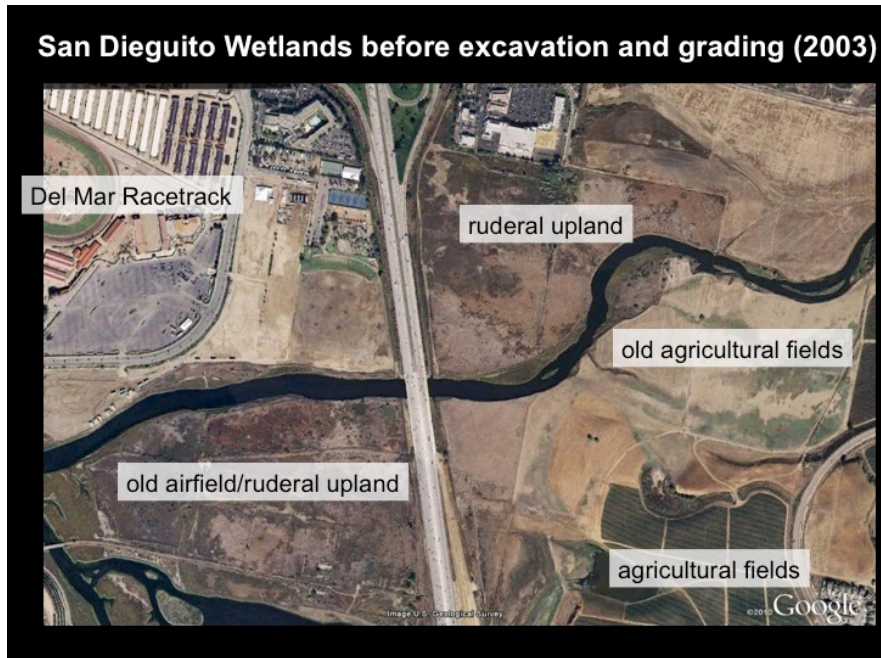 San Dieguito Wetlands before excavation and grading (2003)
Del Mar Racetrack
ruderal upland
old agricultural fields
old airfield/ruderal upland
agricultural fields
Image U.S. Geological Survey
©2010 Google